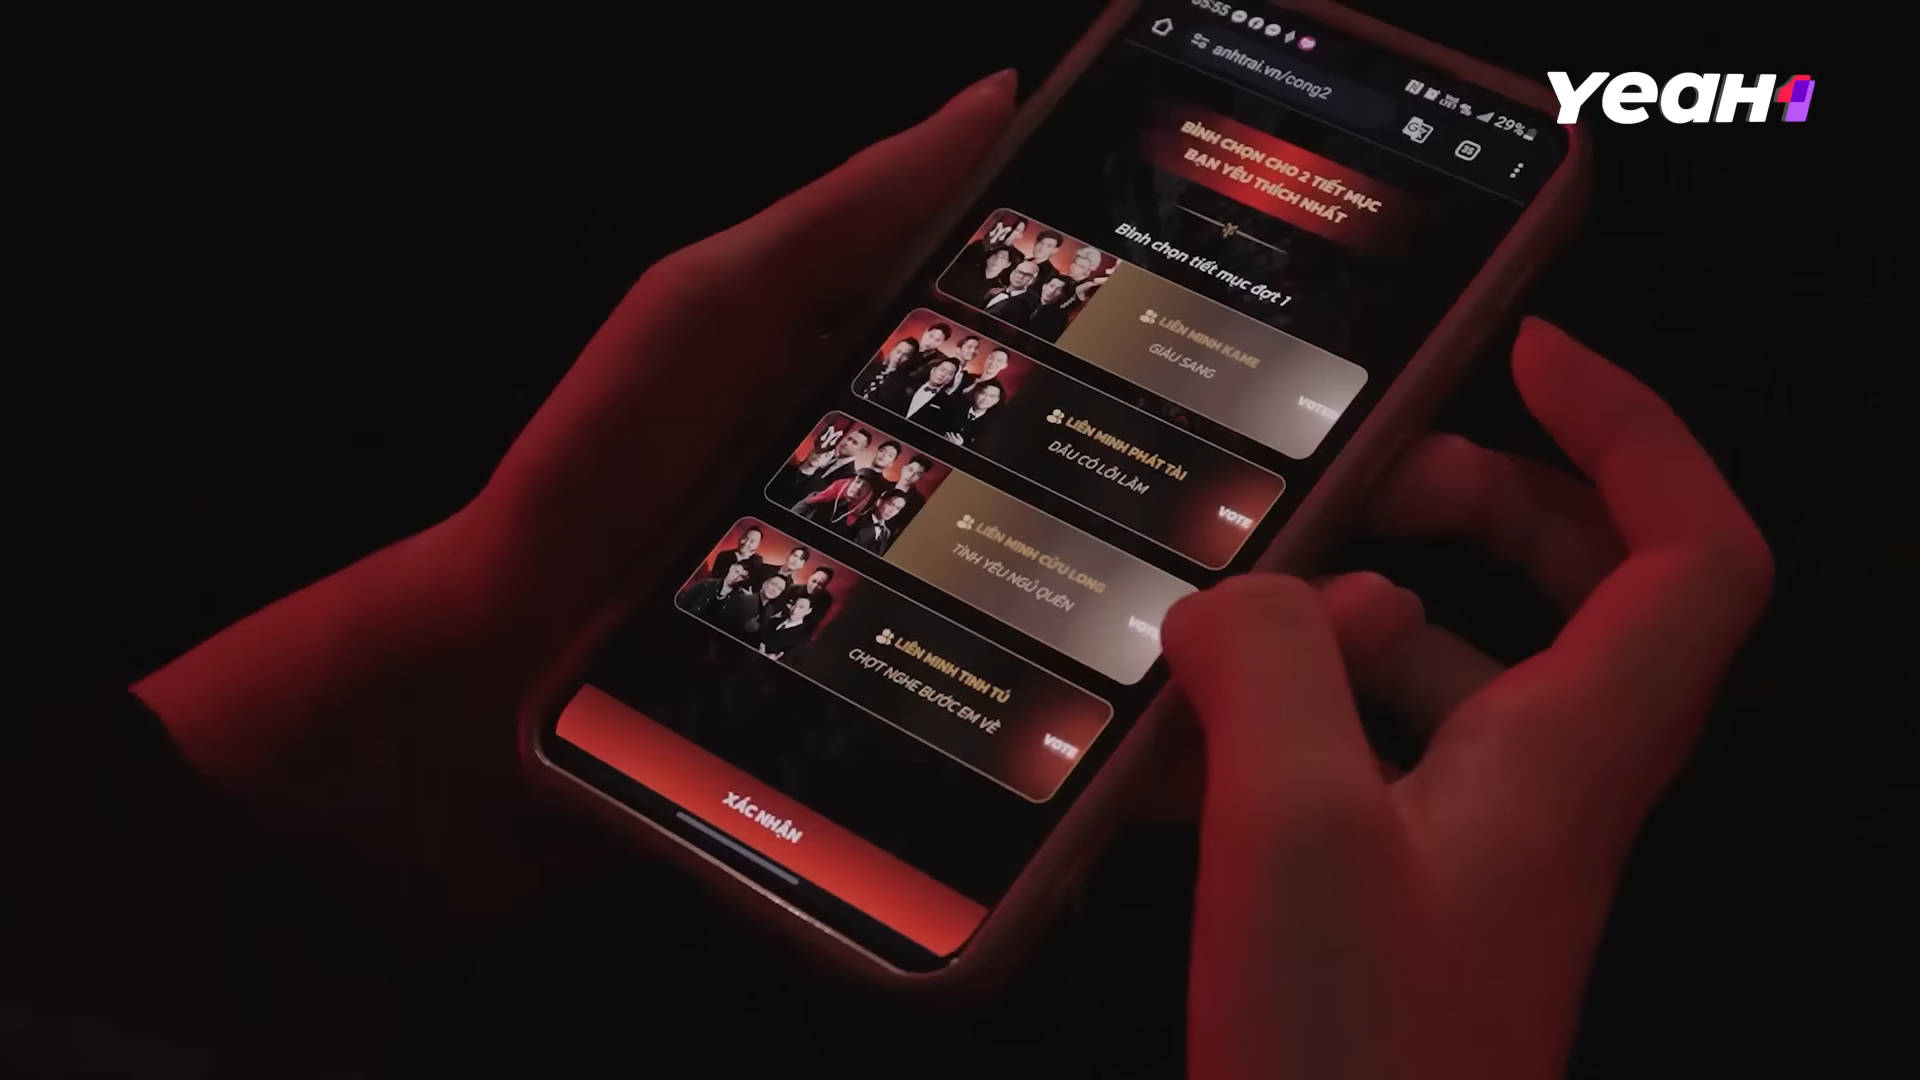 05:55
29%
YEAH1
anhtrai.vn/cong2
35
BÌNH CHỌN CHO 2 TIẾT MỤC
BẠN YÊU THÍCH NHẤT
Bình chọn tiết mục đợt 1
LIÊN MINH KAME
GIÀU SANG
VOTE
LIÊN MINH PHÁT TÀI
DẪU CÓ LỖI LẦM
VOTE
LIÊN MINH CỬU LONG
TÌNH YÊU NGỦ QUÊN
VOTE
LIÊN MINH TINH TÚ
CHỢT NGHE BƯỚC EM VỀ
VOTE
XÁC NHẬN